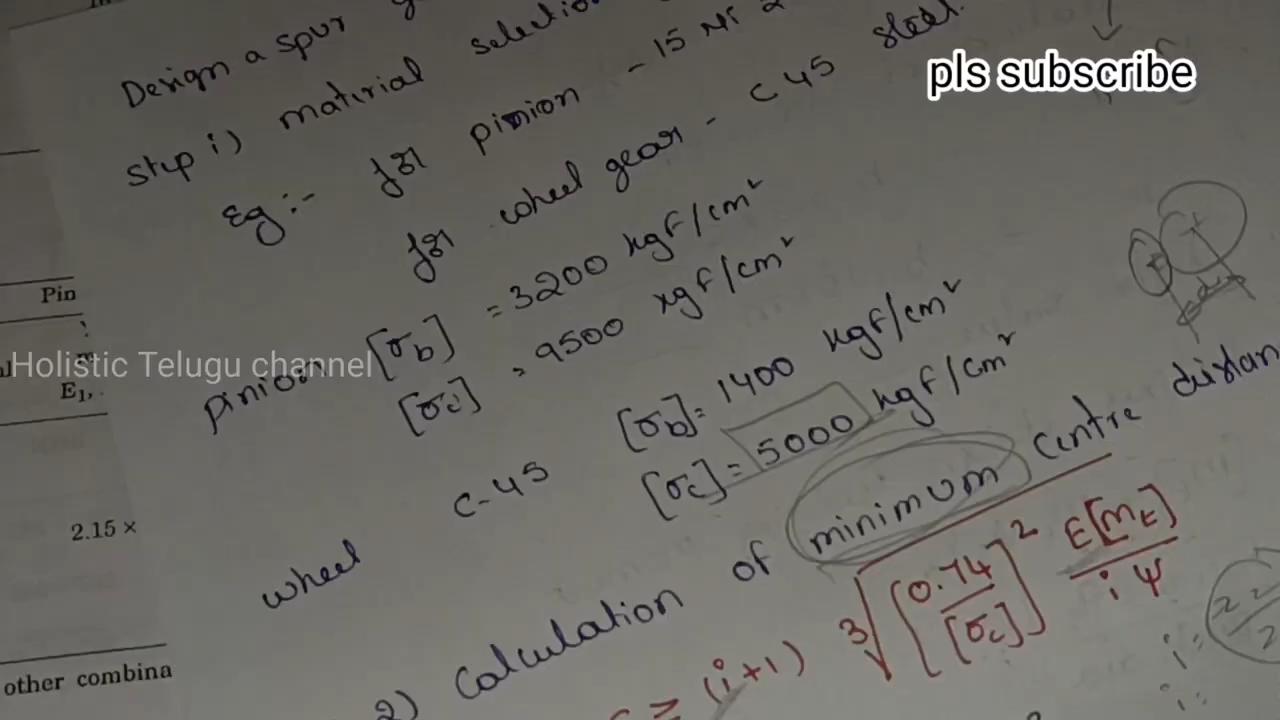 Design a spur
step i) material selection
Eg :- for pinion - 15 Ni 2
for wheel gear - C 45 steel.
pls subscribe
pinion [σb] = 3200 kgf/cm²
[σc] = 9500 kgf/cm²
Holistic Telugu channel
wheel C-45 [σb] = 1400 kgf/cm²
[σc] = 5000 kgf/cm²
2) Calculation of minimum centre distan
≥ (i+1) ∛[0.74/[σc]]² E[Mt]/iψ
i =
i =
Pin
E1,
2.15 ×
other combina